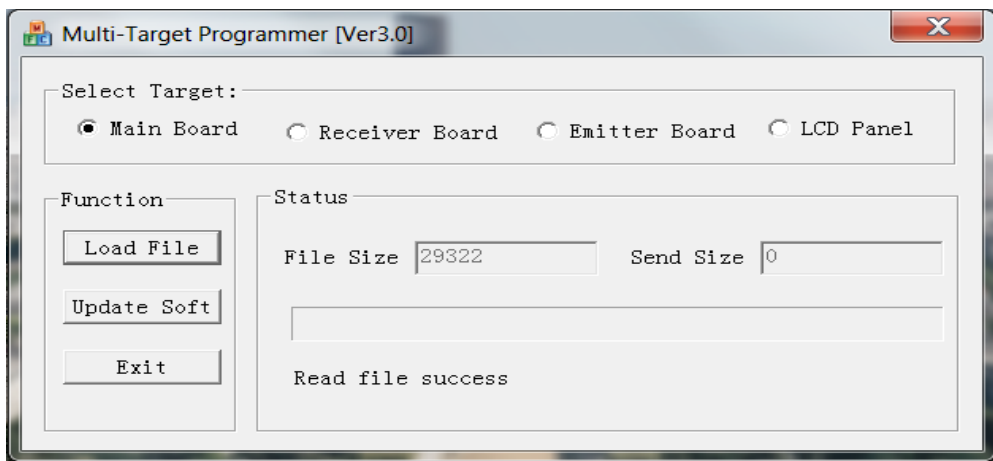 Multi-Target Programmer [Ver3.0]
Select Target:
Main Board Receiver Board Emitter Board LCD Panel
Function
Load File
Update Soft
Exit
Status
File Size 29322 Send Size 0
Read file success